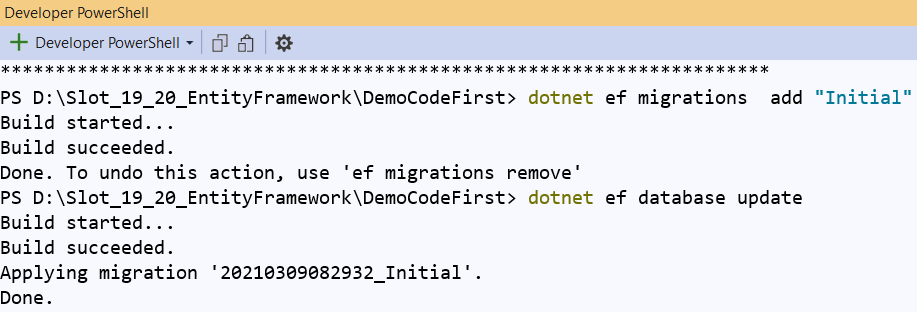 Developer PowerShell
Developer PowerShell
**********************************************************************
PS D:\Slot_19_20_EntityFramework\DemoCodeFirst> dotnet ef migrations  add "Initial"
Build started...
Build succeeded.
Done. To undo this action, use 'ef migrations remove'
PS D:\Slot_19_20_EntityFramework\DemoCodeFirst> dotnet ef database update
Build started...
Build succeeded.
Applying migration '20210309082932_Initial'.
Done.